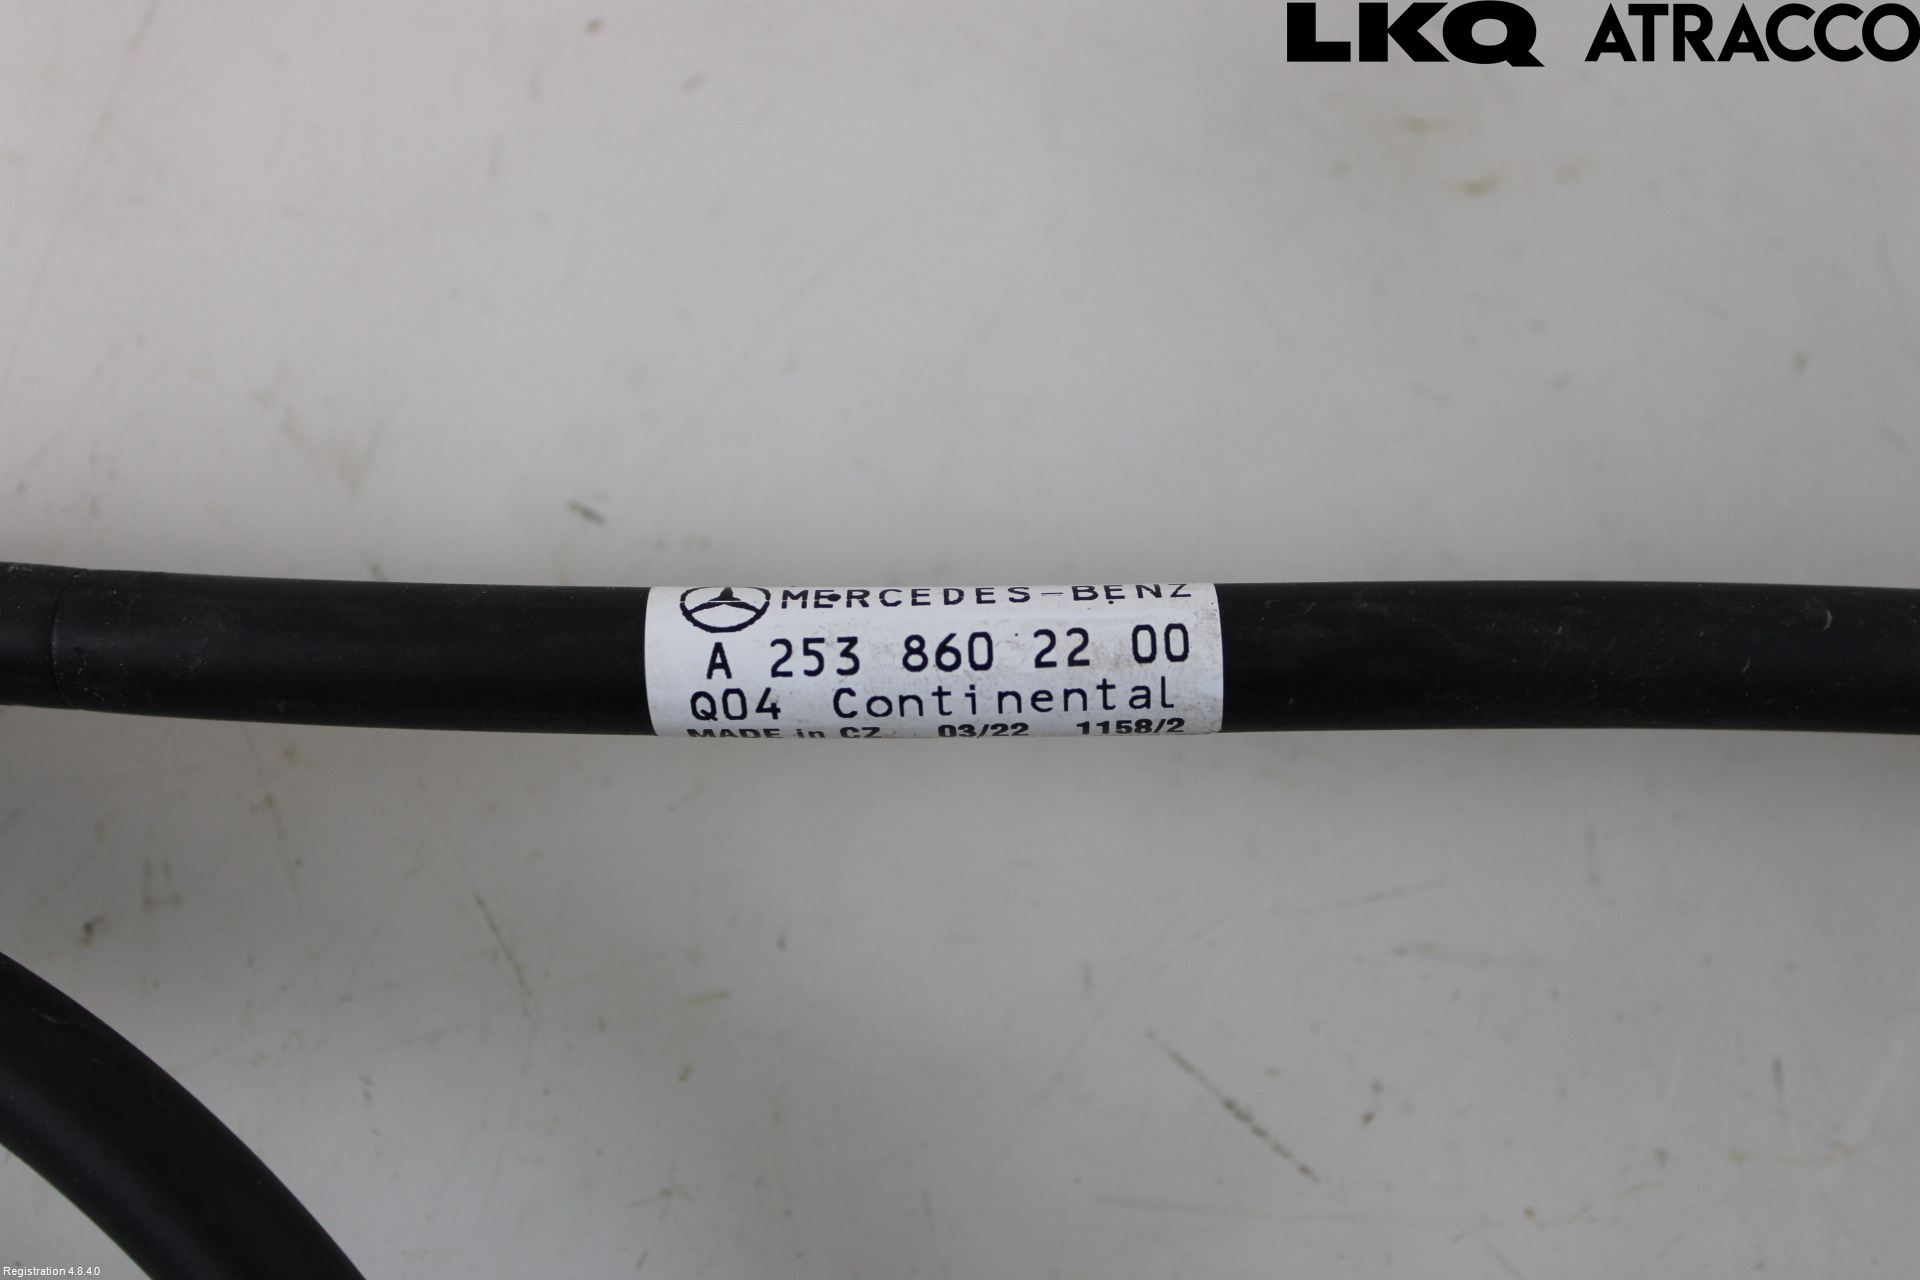 LKQ ATRACCO
MERCEDES-BENZ
A 253 860 22 00
Q04 Continental
MADE in CZ 03/22 1158/2
Registration 4.8.4.0